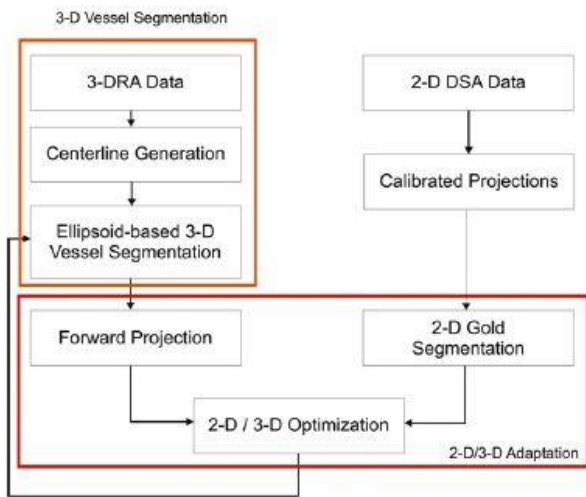 3-D Vessel Segmentation
3-DRA Data
2-D DSA Data
Centerline Generation
Calibrated Projections
Ellipsoid-based 3-D
Vessel Segmentation
Forward Projection
2-D Gold
Segmentation
2-D / 3-D Optimization
2-D/3-D Adaptation